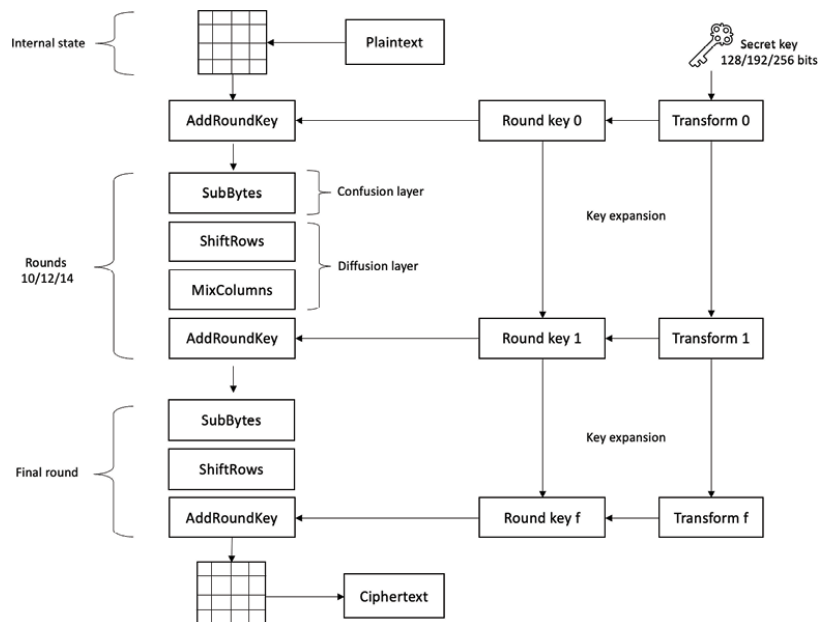 Internal state
Plaintext
Secret key
128/192/256 bits
AddRoundKey
Round key 0
Transform 0
SubBytes
Confusion layer
ShiftRows
Key expansion
Rounds
10/12/14
Diffusion layer
MixColumns
AddRoundKey
Round key 1
Transform 1
SubBytes
Key expansion
Final round
ShiftRows
AddRoundKey
Round key f
Transform f
Ciphertext